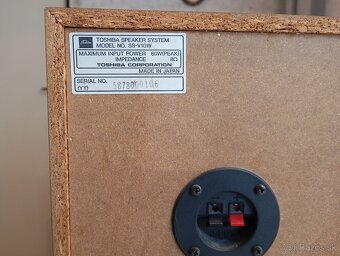 TOSHIBA SPEAKER SYSTEM
MODEL NO. SS-V10W
MAXIMUM INPUT POWER 60W(PEAK)
IMPEDANCE 8Ω
TOSHIBA CORPORATION
MADE IN JAPAN
SERIAL NO.